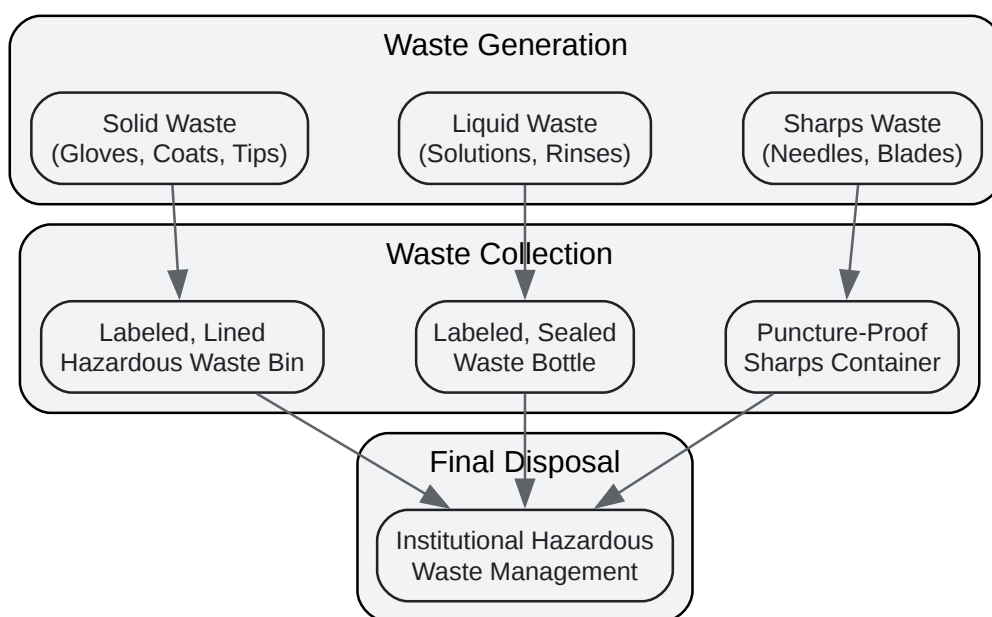 Waste Generation
Solid Waste
(Gloves, Coats, Tips)
Liquid Waste
(Solutions, Rinses)
Sharps Waste
(Needles, Blades)
Waste Collection
Labeled, Lined
Hazardous Waste Bin
Labeled, Sealed
Waste Bottle
Puncture-Proof
Sharps Container
Final Disposal
Institutional Hazardous
Waste Management